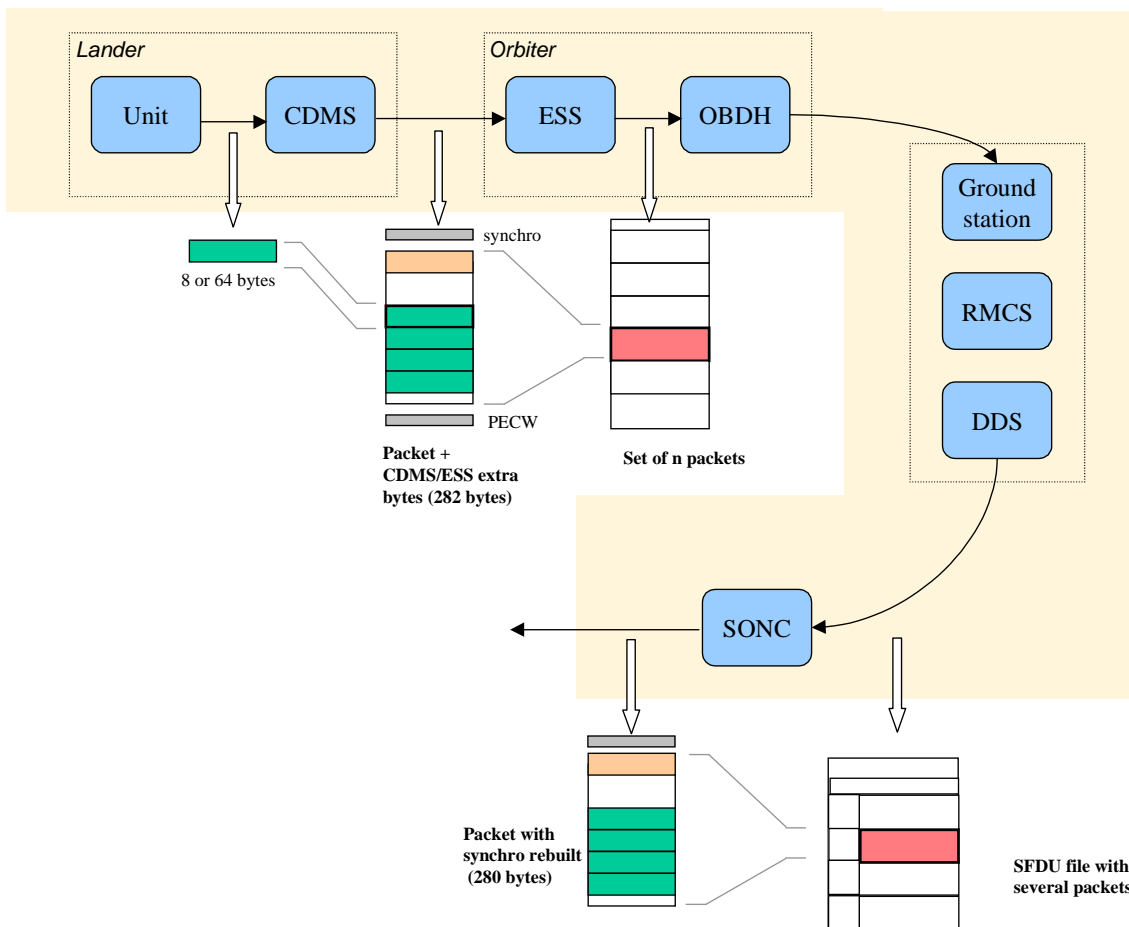 Lander
Orbiter
Unit
CDMS
ESS
OBDH
Ground
station
RMCS
DDS
8 or 64 bytes
synchro
PECW
Packet +
CDMS/ESS extra
bytes (282 bytes)
Set of n packets
SONC
Packet with
synchro rebuilt
(280 bytes)
SFDU file with
several packets